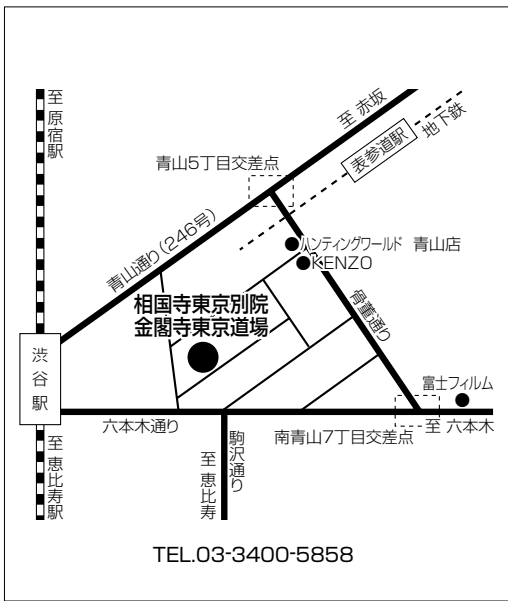 至 原宿駅
至 赤坂
地下鉄
表参道駅
青山5丁目交差点
ハンティングワールド 青山店
KENZO
青山通り(246号)
骨董通り
相国寺東京別院
金閣寺東京道場
渋谷駅
富士フィルム
六本木通り
南青山7丁目交差点
至 六本木
駒沢通り
至 恵比寿
至 恵比寿駅
TEL.03-3400-5858